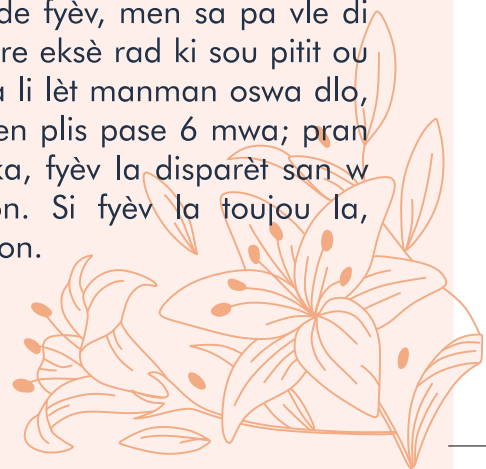 de fyèv, men sa pa vle di
re eksè rad ki sou pitit ou
li lèt manman oswa dlo,
en plis pase 6 mwa; pran
ka, fyèv la disparèt san w
on. Si fyèv la toujou la,
on.